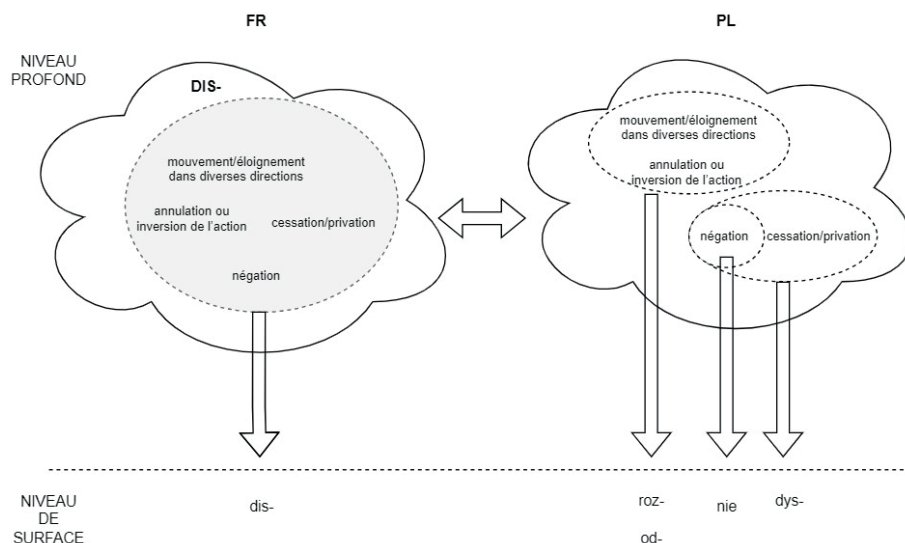 FR
PL
NIVEAU
PROFOND
DIS-
mouvement/éloignement
dans diverses directions
annulation ou
inversion de l'action
cessation/privation
négation
mouvement/éloignement
dans diverses directions
annulation ou
inversion de l'action
négation
cessation/privation
NIVEAU
DE
SURFACE
dis-
roz-
od-
nie
dys-